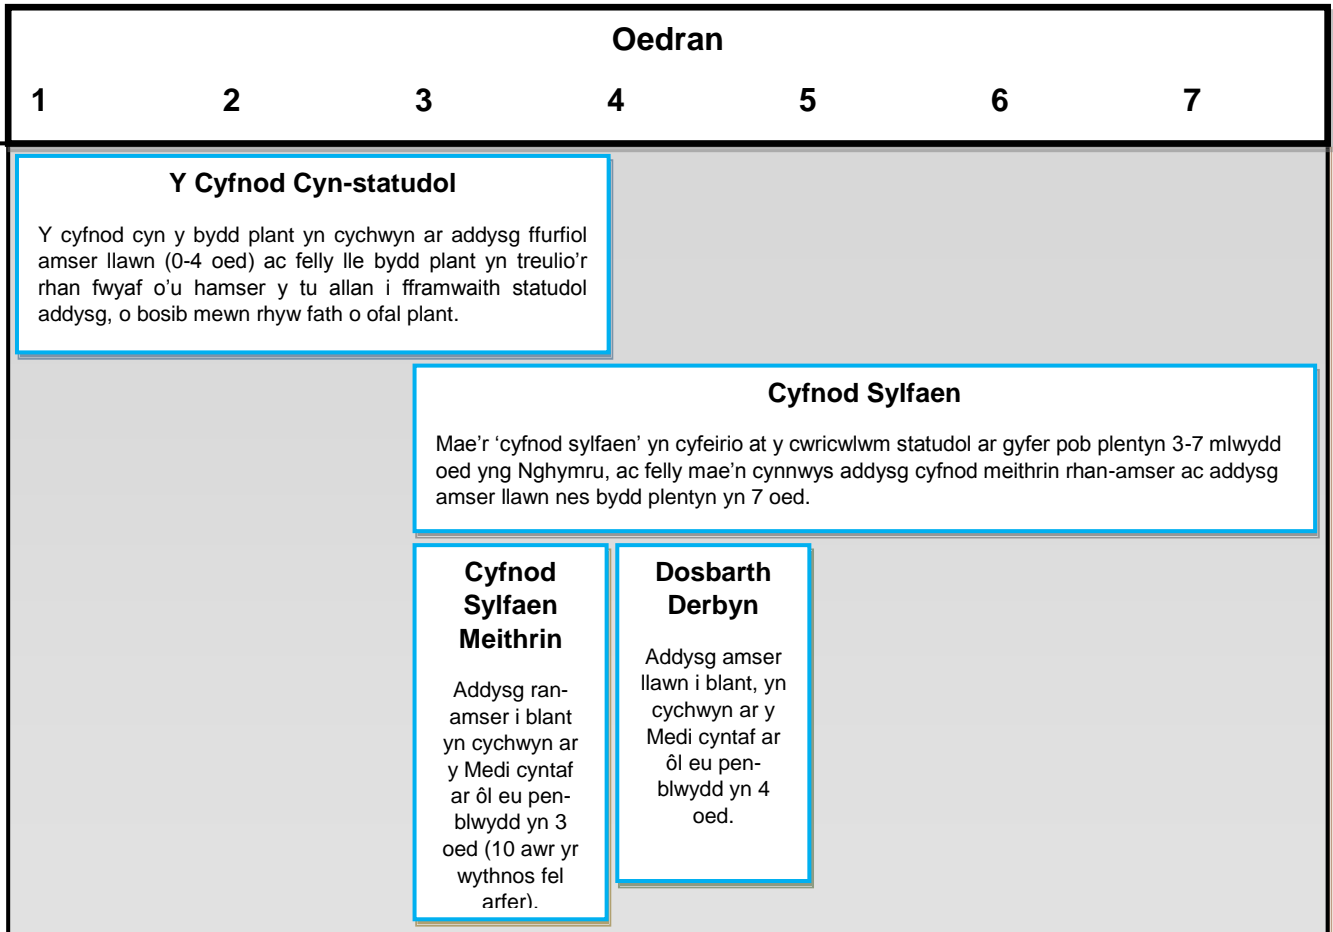 Oedran
1 2 3 4 5 6 7
Y Cyfnod Cyn-statudol
Y cyfnod cyn y bydd plant yn cychwyn ar addysg ffurfiol
amser llawn (0-4 oed) ac felly lle bydd plant yn treulio'r
rhan fwyaf o'u hamser y tu allan i fframwaith statudol
addysg, o bosib mewn rhyw fath o ofal plant.
Cyfnod Sylfaen
Mae'r 'cyfnod sylfaen' yn cyfeirio at y cwricwlwm statudol ar gyfer pob plentyn 3-7 mlwydd
oed yng Nghymru, ac felly mae'n cynnwys addysg cyfnod meithrin rhan-amser ac addysg
amser llawn nes bydd plentyn yn 7 oed.
Cyfnod
Sylfaen
Meithrin
Addysg ran-
amser i blant
yn cychwyn ar
y Medi cyntaf
ar ôl eu pen-
blwydd yn 3
oed (10 awr yr
wythnos fel
arfer).
Dosbarth
Derbyn
Addysg amser
llawn i blant, yn
cychwyn ar y
Medi cyntaf ar
ôl eu pen-
blwydd yn 4
oed.